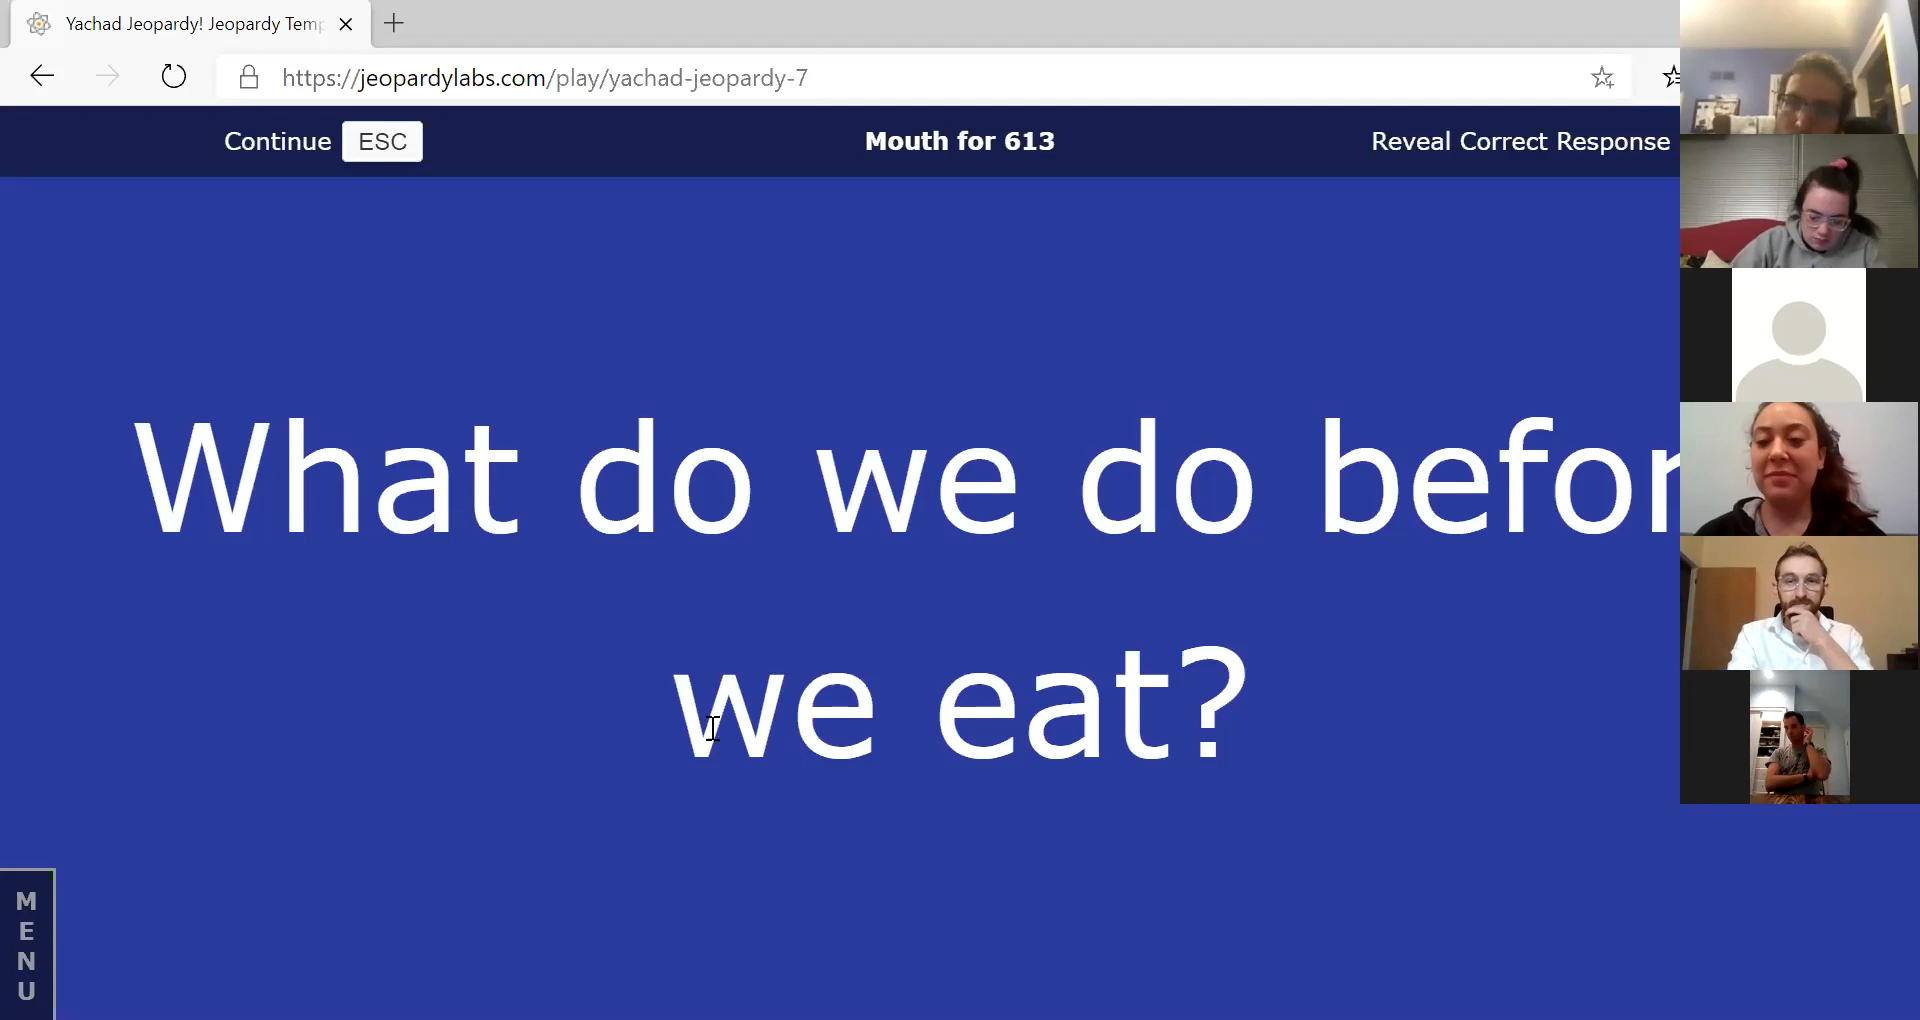 Yachad Jeopardy! Jeopardy Temp
https://jeopardylabs.com/play/yachad-jeopardy-7
Continue ESC
Mouth for 613
Reveal Correct Response
What do we do befor
we eat?
MENU